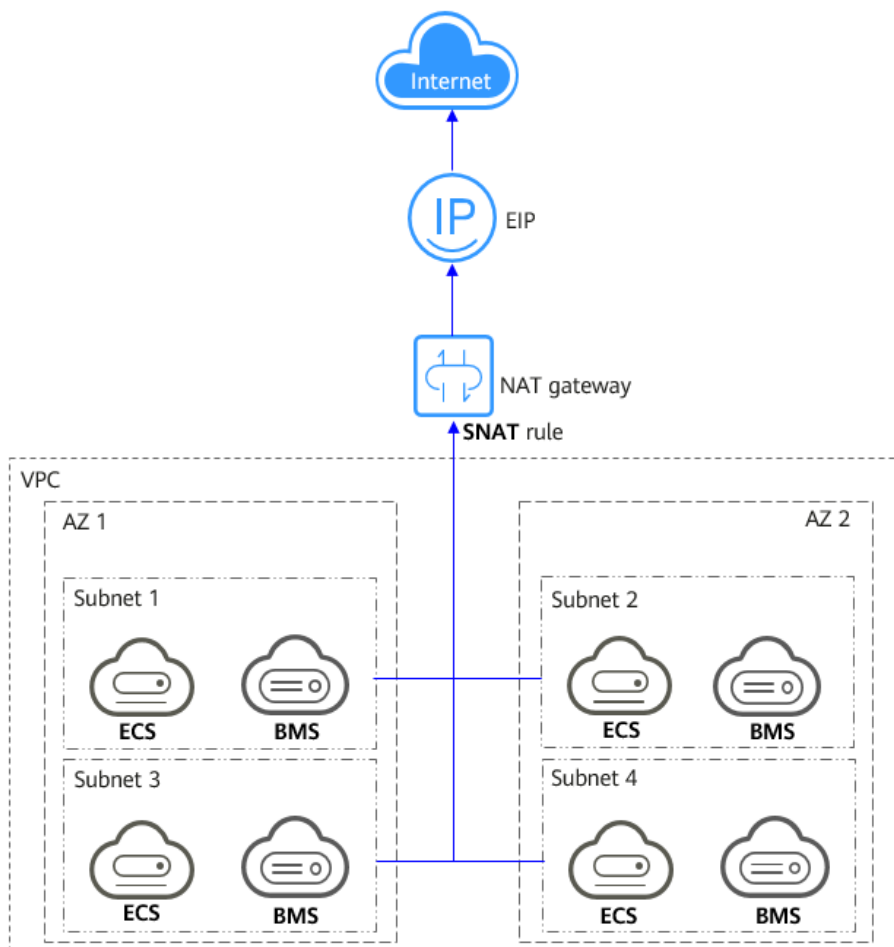 Internet
IP
EIP
NAT gateway
SNAT rule
VPC
AZ 1
AZ 2
Subnet 1
Subnet 2
ECS
BMS
ECS
BMS
Subnet 3
Subnet 4
ECS
BMS
ECS
BMS